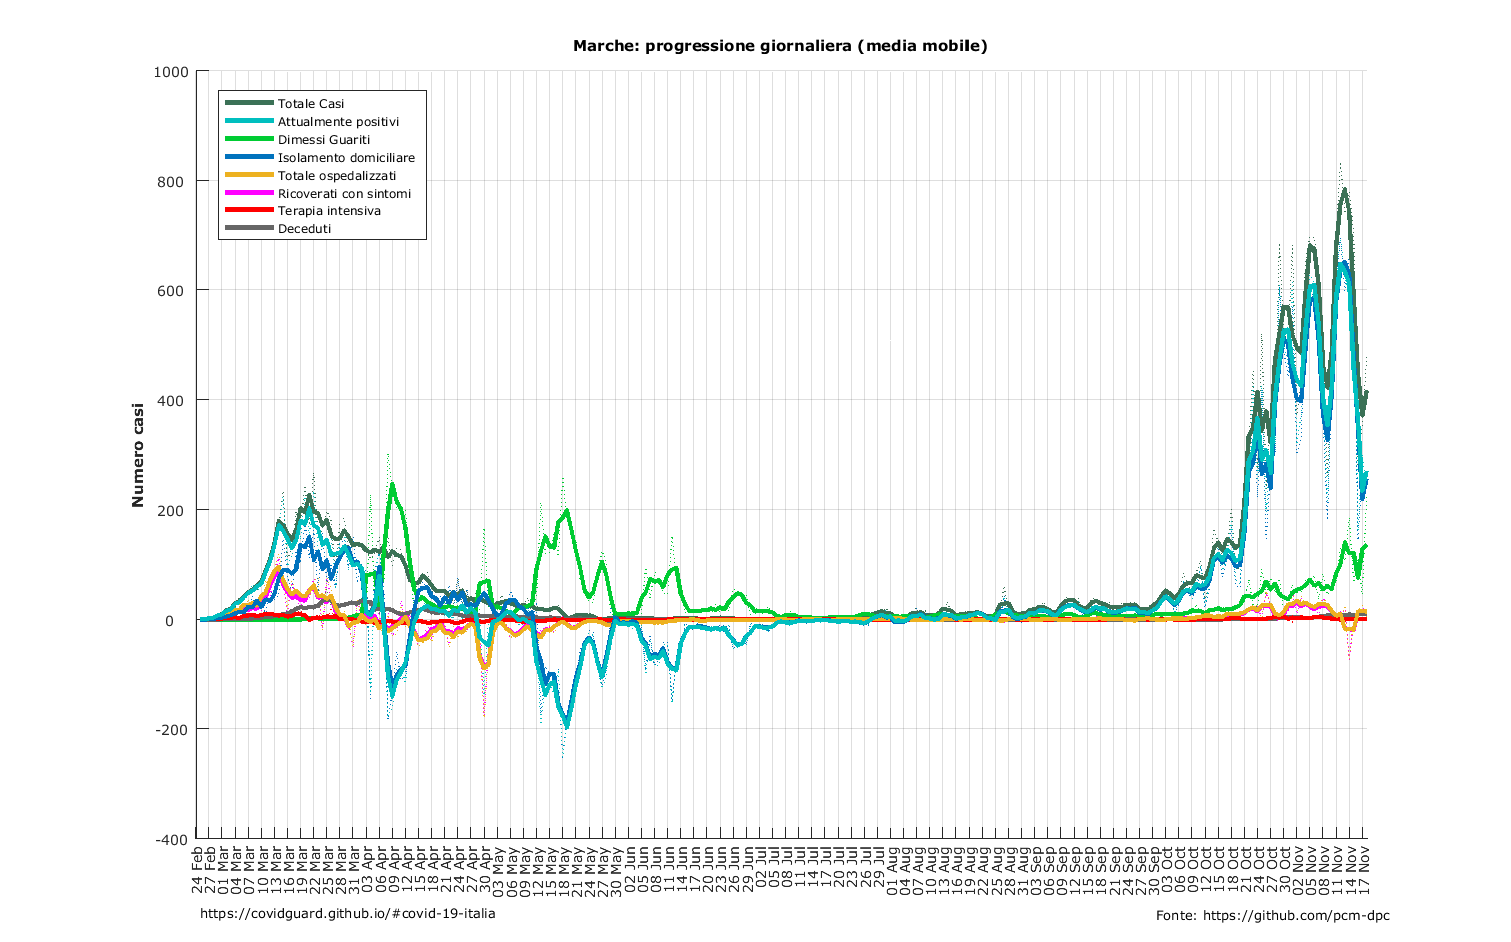 Marche: progressione giornaliera (media mobile)
1000
800
600
400
200
0
-200
-400
Numero casi
Totale Casi
Attualmente positivi
Dimessi Guariti
Isolamento domiciliare
Totale ospedalizzati
Ricoverati con sintomi
Terapia intensiva
Deceduti
24 Feb
27 Feb
01 Mar
04 Mar
07 Mar
10 Mar
13 Mar
16 Mar
19 Mar
22 Mar
25 Mar
28 Mar
31 Mar
03 Apr
06 Apr
09 Apr
12 Apr
15 Apr
18 Apr
21 Apr
24 Apr
27 Apr
30 Apr
03 May
06 May
09 May
12 May
15 May
18 May
21 May
24 May
27 May
30 May
02 Jun
05 Jun
08 Jun
11 Jun
14 Jun
17 Jun
20 Jun
23 Jun
26 Jun
29 Jun
02 Jul
05 Jul
08 Jul
11 Jul
14 Jul
17 Jul
20 Jul
23 Jul
26 Jul
29 Jul
01 Aug
04 Aug
07 Aug
10 Aug
13 Aug
16 Aug
19 Aug
22 Aug
25 Aug
28 Aug
31 Aug
03 Sep
06 Sep
09 Sep
12 Sep
15 Sep
18 Sep
21 Sep
24 Sep
27 Sep
30 Sep
03 Oct
06 Oct
09 Oct
12 Oct
15 Oct
18 Oct
21 Oct
24 Oct
27 Oct
30 Oct
02 Nov
05 Nov
08 Nov
11 Nov
14 Nov
17 Nov
https://covidguard.github.io/#covid-19-italia
Fonte: https://github.com/pcm-dpc